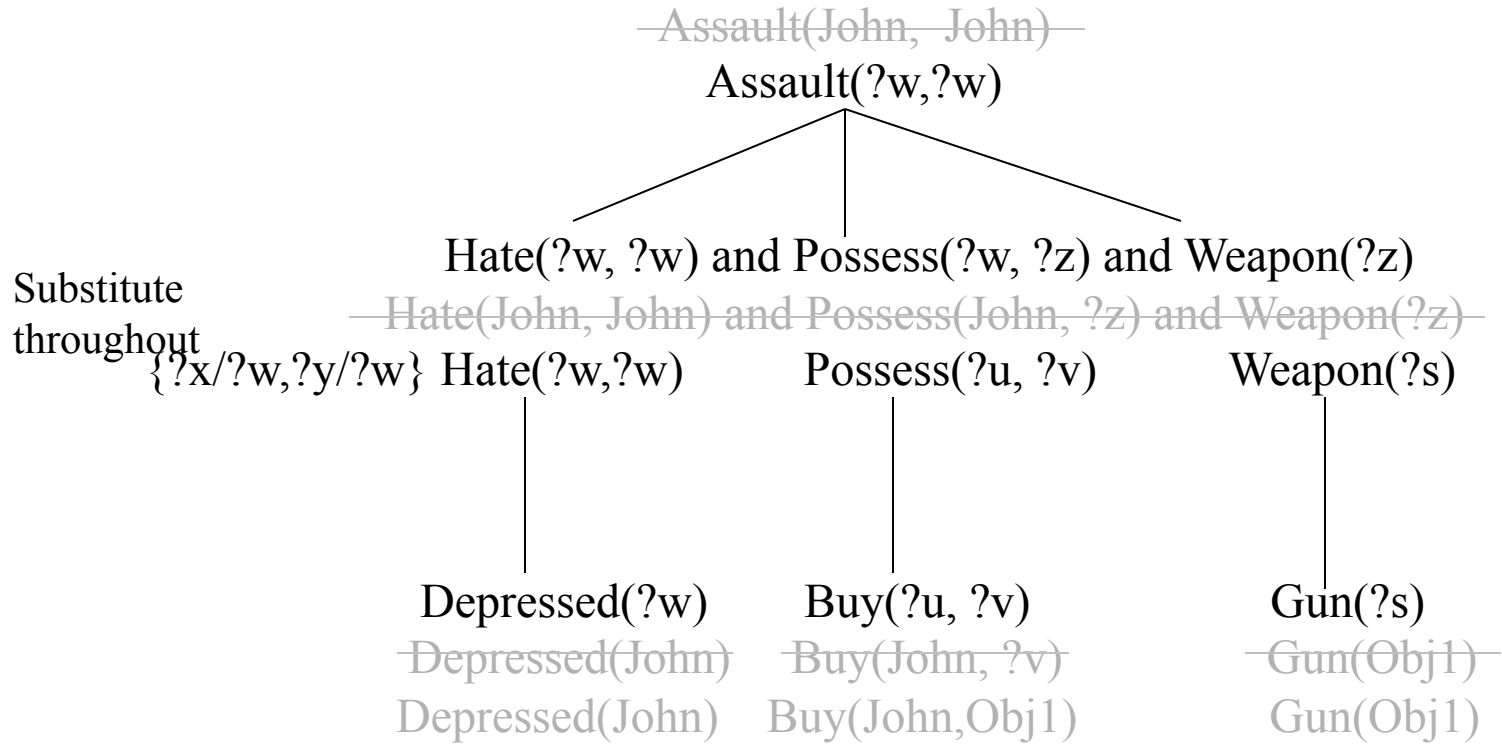 Assault(John, John)
Assault(?w,?w)
Hate(?w, ?w) and Possess(?w, ?z) and Weapon(?z)
Substitute
throughout
Hate(John, John) and Possess(John, ?z) and Weapon(?z)
{?x/?w,?y/?w} Hate(?w,?w) Possess(?u, ?v) Weapon(?s)
Depressed(?w) Buy(?u, ?v) Gun(?s)
Depressed(John) Buy(John, ?v) Gun(Obj1)
Depressed(John) Buy(John,Obj1) Gun(Obj1)